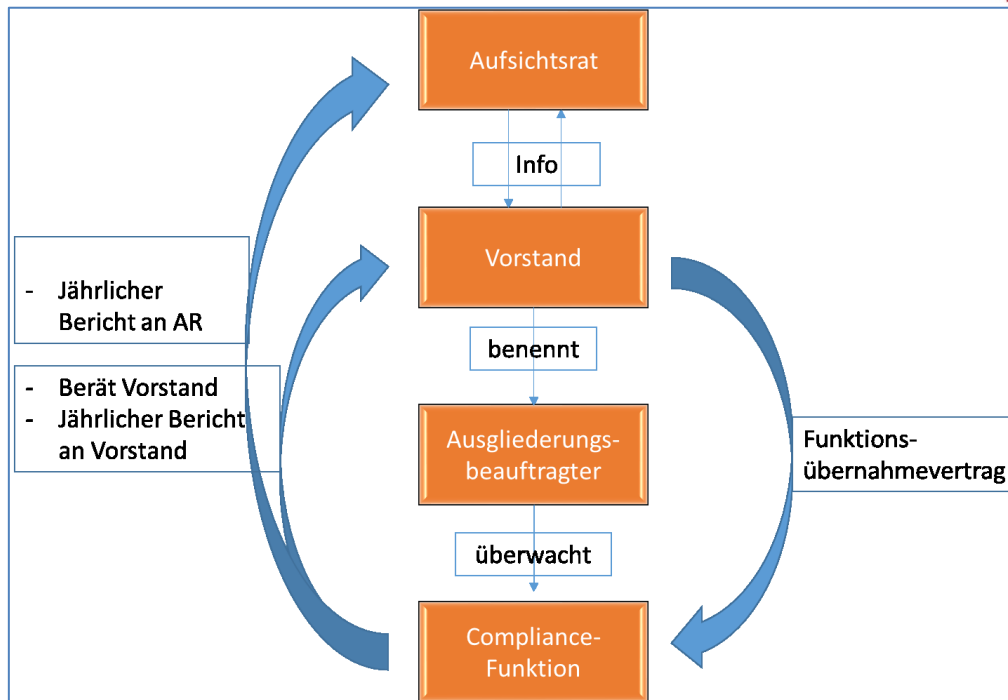 Aufsichtsrat
Info
Vorstand
- Jährlicher
Bericht an AR
benennt
- Berät Vorstand
- Jährlicher Bericht
an Vorstand
Ausgliederungs-
beauftragter
Funktions-
übernahmevertrag
überwacht
Compliance-
Funktion